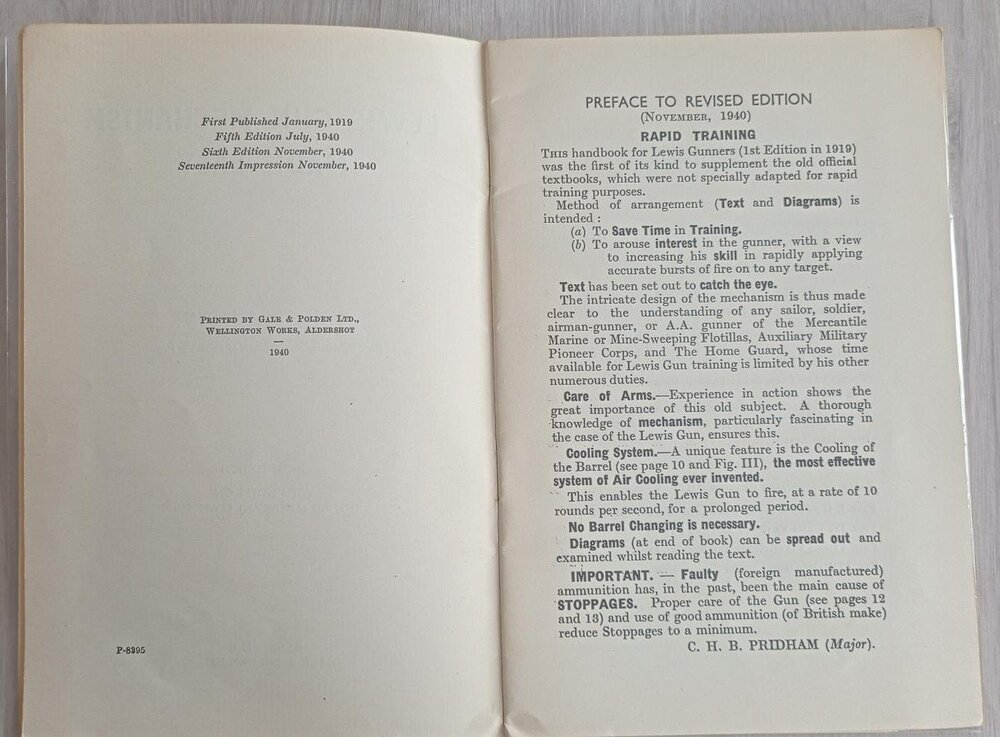 First Published January, 1919
Fifth Edition July, 1940
Sixth Edition November, 1940
Seventeenth Impression November, 1940
PRINTED BY GALE & POLDEN LTD.,
WELLINGTON WORKS, ALDERSHOT
—
1940
P-8395
PREFACE TO REVISED EDITION
(NOVEMBER, 1940)
RAPID TRAINING
THIS handbook for Lewis Gunners (1st Edition in 1919)
was the first of its kind to supplement the old official
textbooks, which were not specially adapted for rapid
training purposes.
Method of arrangement (Text and Diagrams) is
intended :
(a) To Save Time in Training.
(b) To arouse interest in the gunner, with a view
to increasing his skill in rapidly applying
accurate bursts of fire on to any target.
Text has been set out to catch the eye.
The intricate design of the mechanism is thus made
clear to the understanding of any sailor, soldier,
airman-gunner, or A.A. gunner of the Mercantile
Marine or Mine-Sweeping Flotillas, Auxiliary Military
Pioneer Corps, and The Home Guard, whose time
available for Lewis Gun training is limited by his other
numerous duties.
Care of Arms.—Experience in action shows the
great importance of this old subject. A thorough
knowledge of mechanism, particularly fascinating in
the case of the Lewis Gun, ensures this.
Cooling System.—A unique feature is the Cooling of
the Barrel (see page 10 and Fig. III), the most effective
system of Air Cooling ever invented.
This enables the Lewis Gun to fire, at a rate of 10
rounds per second, for a prolonged period.
No Barrel Changing is necessary.
Diagrams (at end of book) can be spread out and
examined whilst reading the text.
IMPORTANT. — Faulty (foreign manufactured)
ammunition has, in the past, been the main cause of
STOPPAGES. Proper care of the Gun (see pages 12
and 13) and use of good ammunition (of British make)
reduce Stoppages to a minimum.
C. H. B. PRIDHAM (Major).